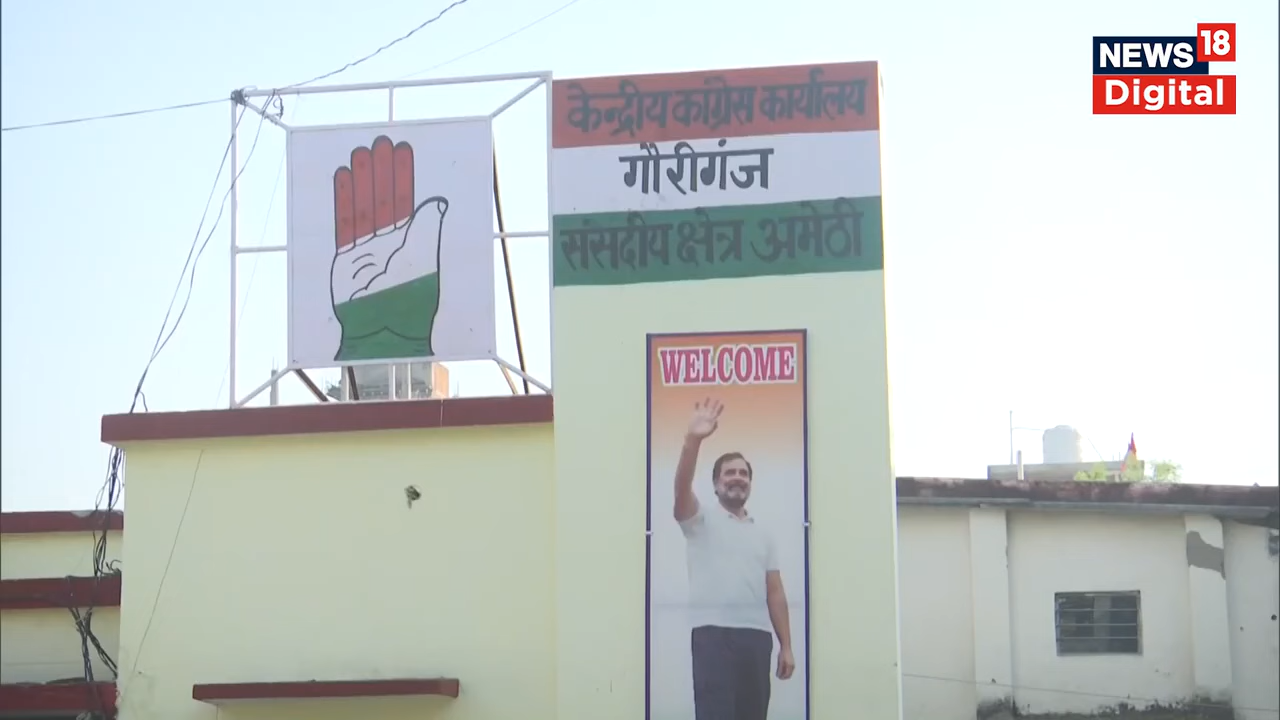 केन्द्रीय कांग्रेस कार्यालय
गौरीगंज
संसदीय क्षेत्र अमेठी
WELCOME
NEWS 18
Digital